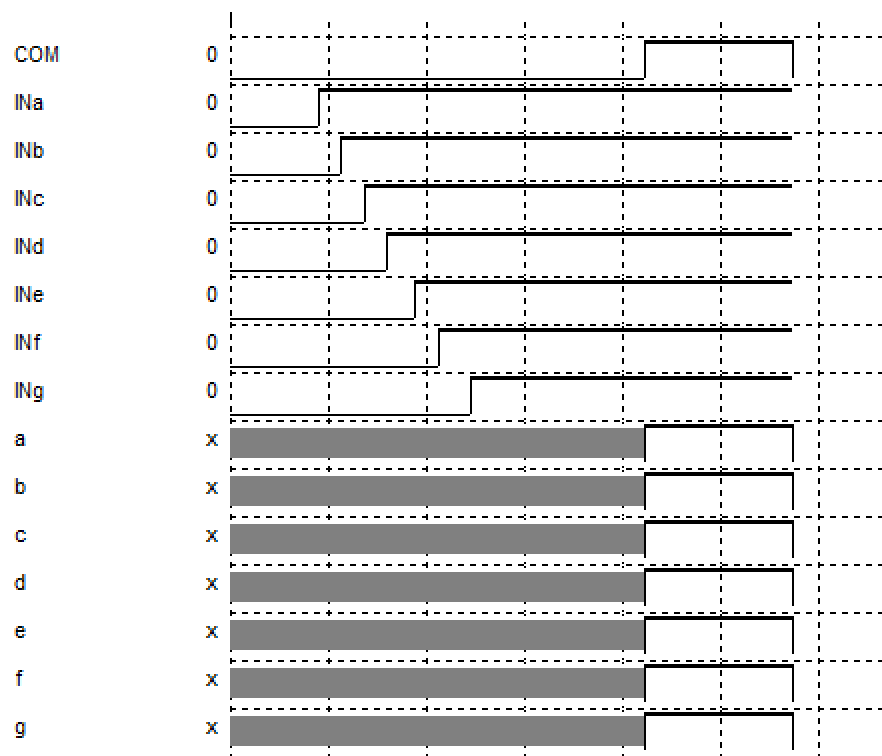 COM 0
INa 0
INb 0
INc 0
INd 0
INe 0
INf 0
INg 0
a x
b x
c x
d x
e x
f x
g x